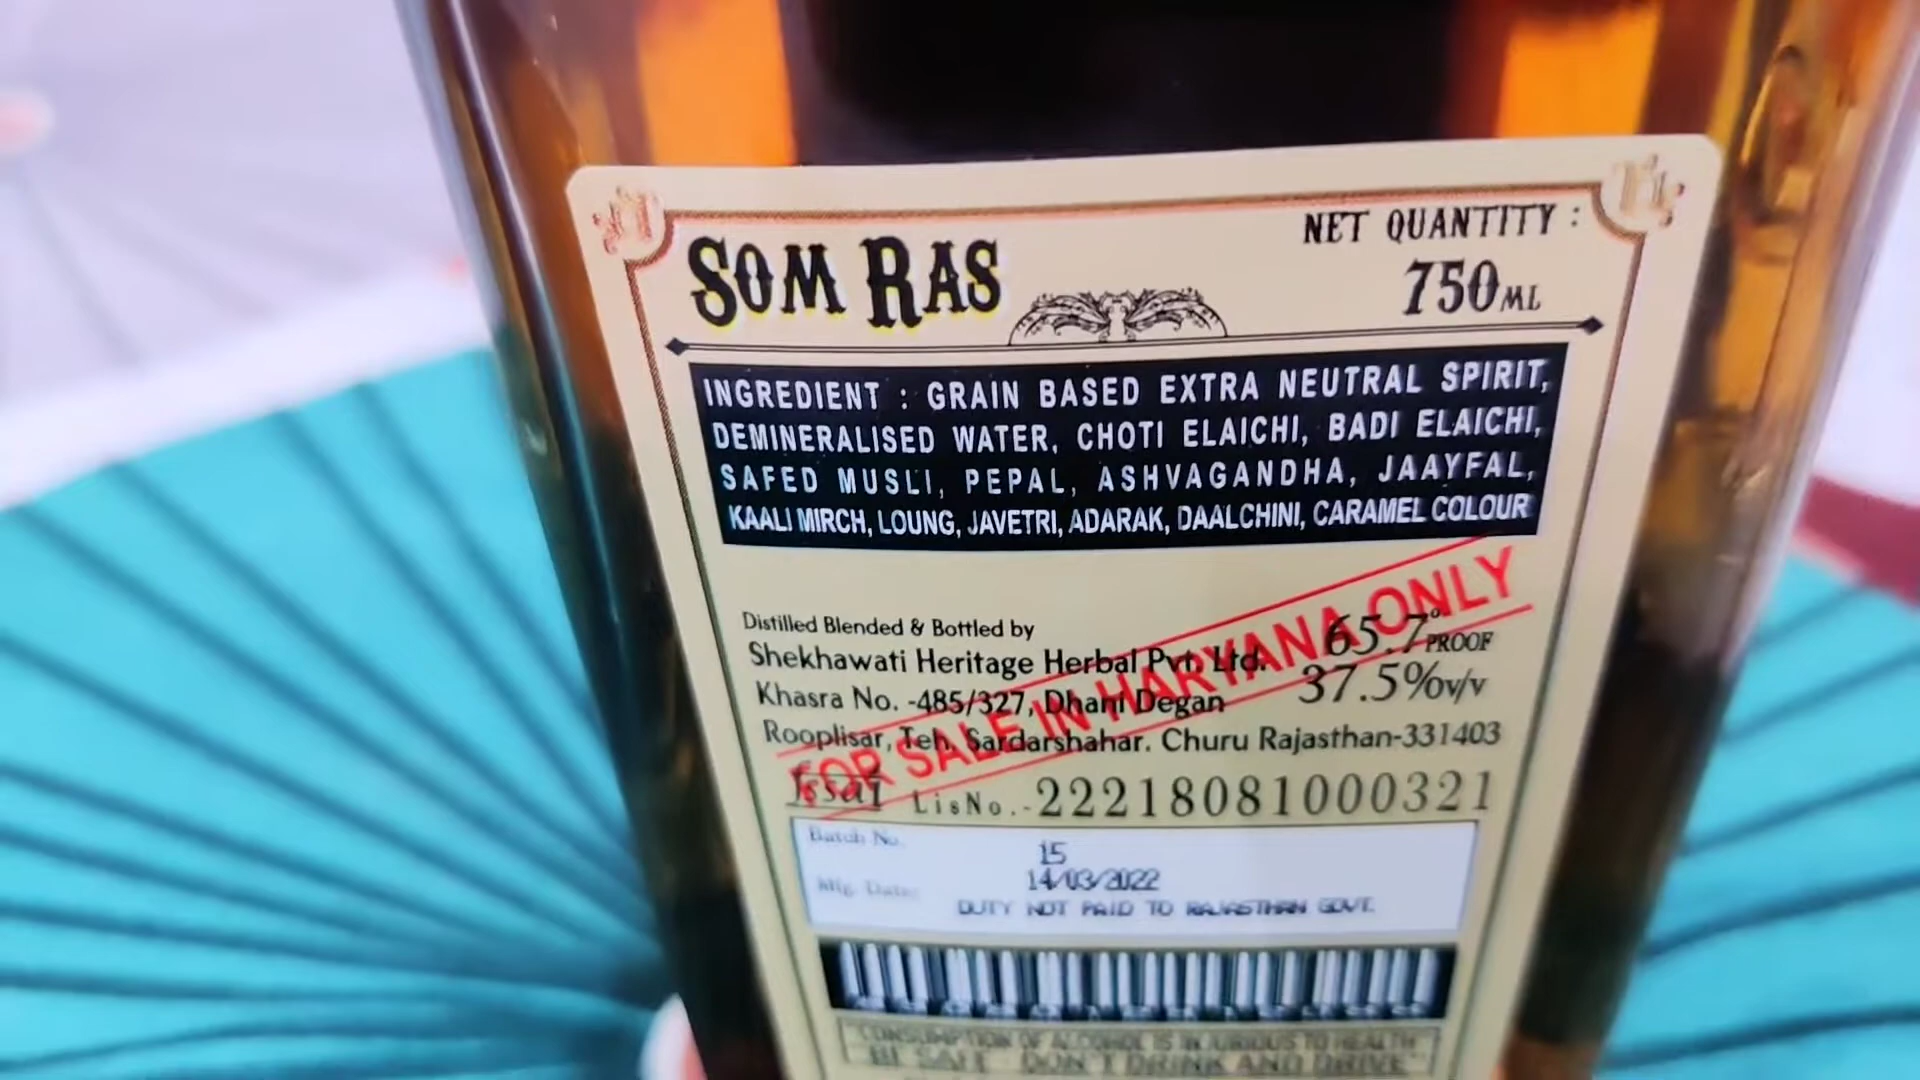 SOM RAS
NET QUANTITY :
750ML
INGREDIENT : GRAIN BASED EXTRA NEUTRAL SPIRIT,
DEMINERALISED WATER, CHOTI ELAICHI, BADI ELAICHI,
SAFED MUSLI, PEPAL, ASHVAGANDHA, JAAYFAL,
KAALI MIRCH, LOUNG, JAVETRI, ADARAK, DAALCHINI, CARAMEL COLOUR
FOR SALE IN HARYANA ONLY
Distilled Blended & Bottled by
Shekhawati Heritage Herbal Pvt. Ltd.
65.7° PROOF
Khasra No. -485/327, Dhani Degan
37.5%v/v
Rooplisar, Teh. Sardarshahar. Churu Rajasthan-331403
fssai LisNo.-22218081000321
Batch No. 15
Mfg. Date: 14/03/2022
DUTY NOT PAID TO RAJASTHAN GOVT.
"CONSUMPTION OF ALCOHOL IS INJURIOUS TO HEALTH
BE SAFE" DON'T DRINK AND DRIVE"